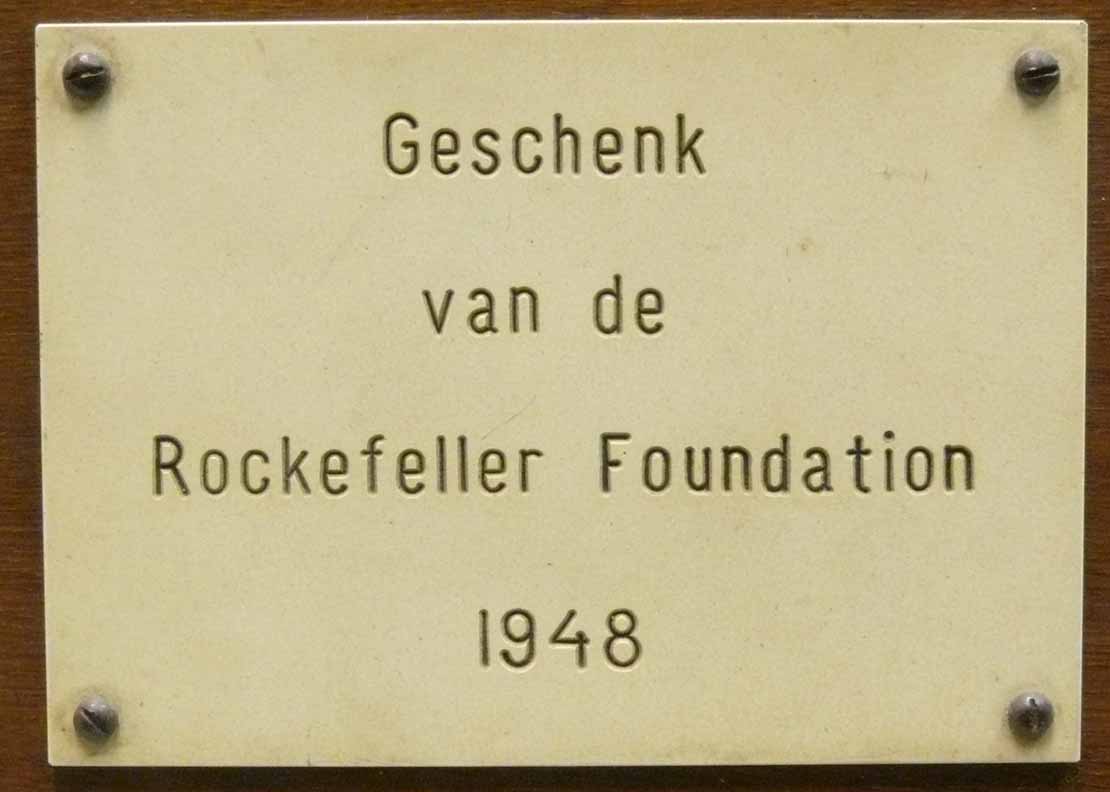 Geschenk
van de
Rockefeller Foundation
1948